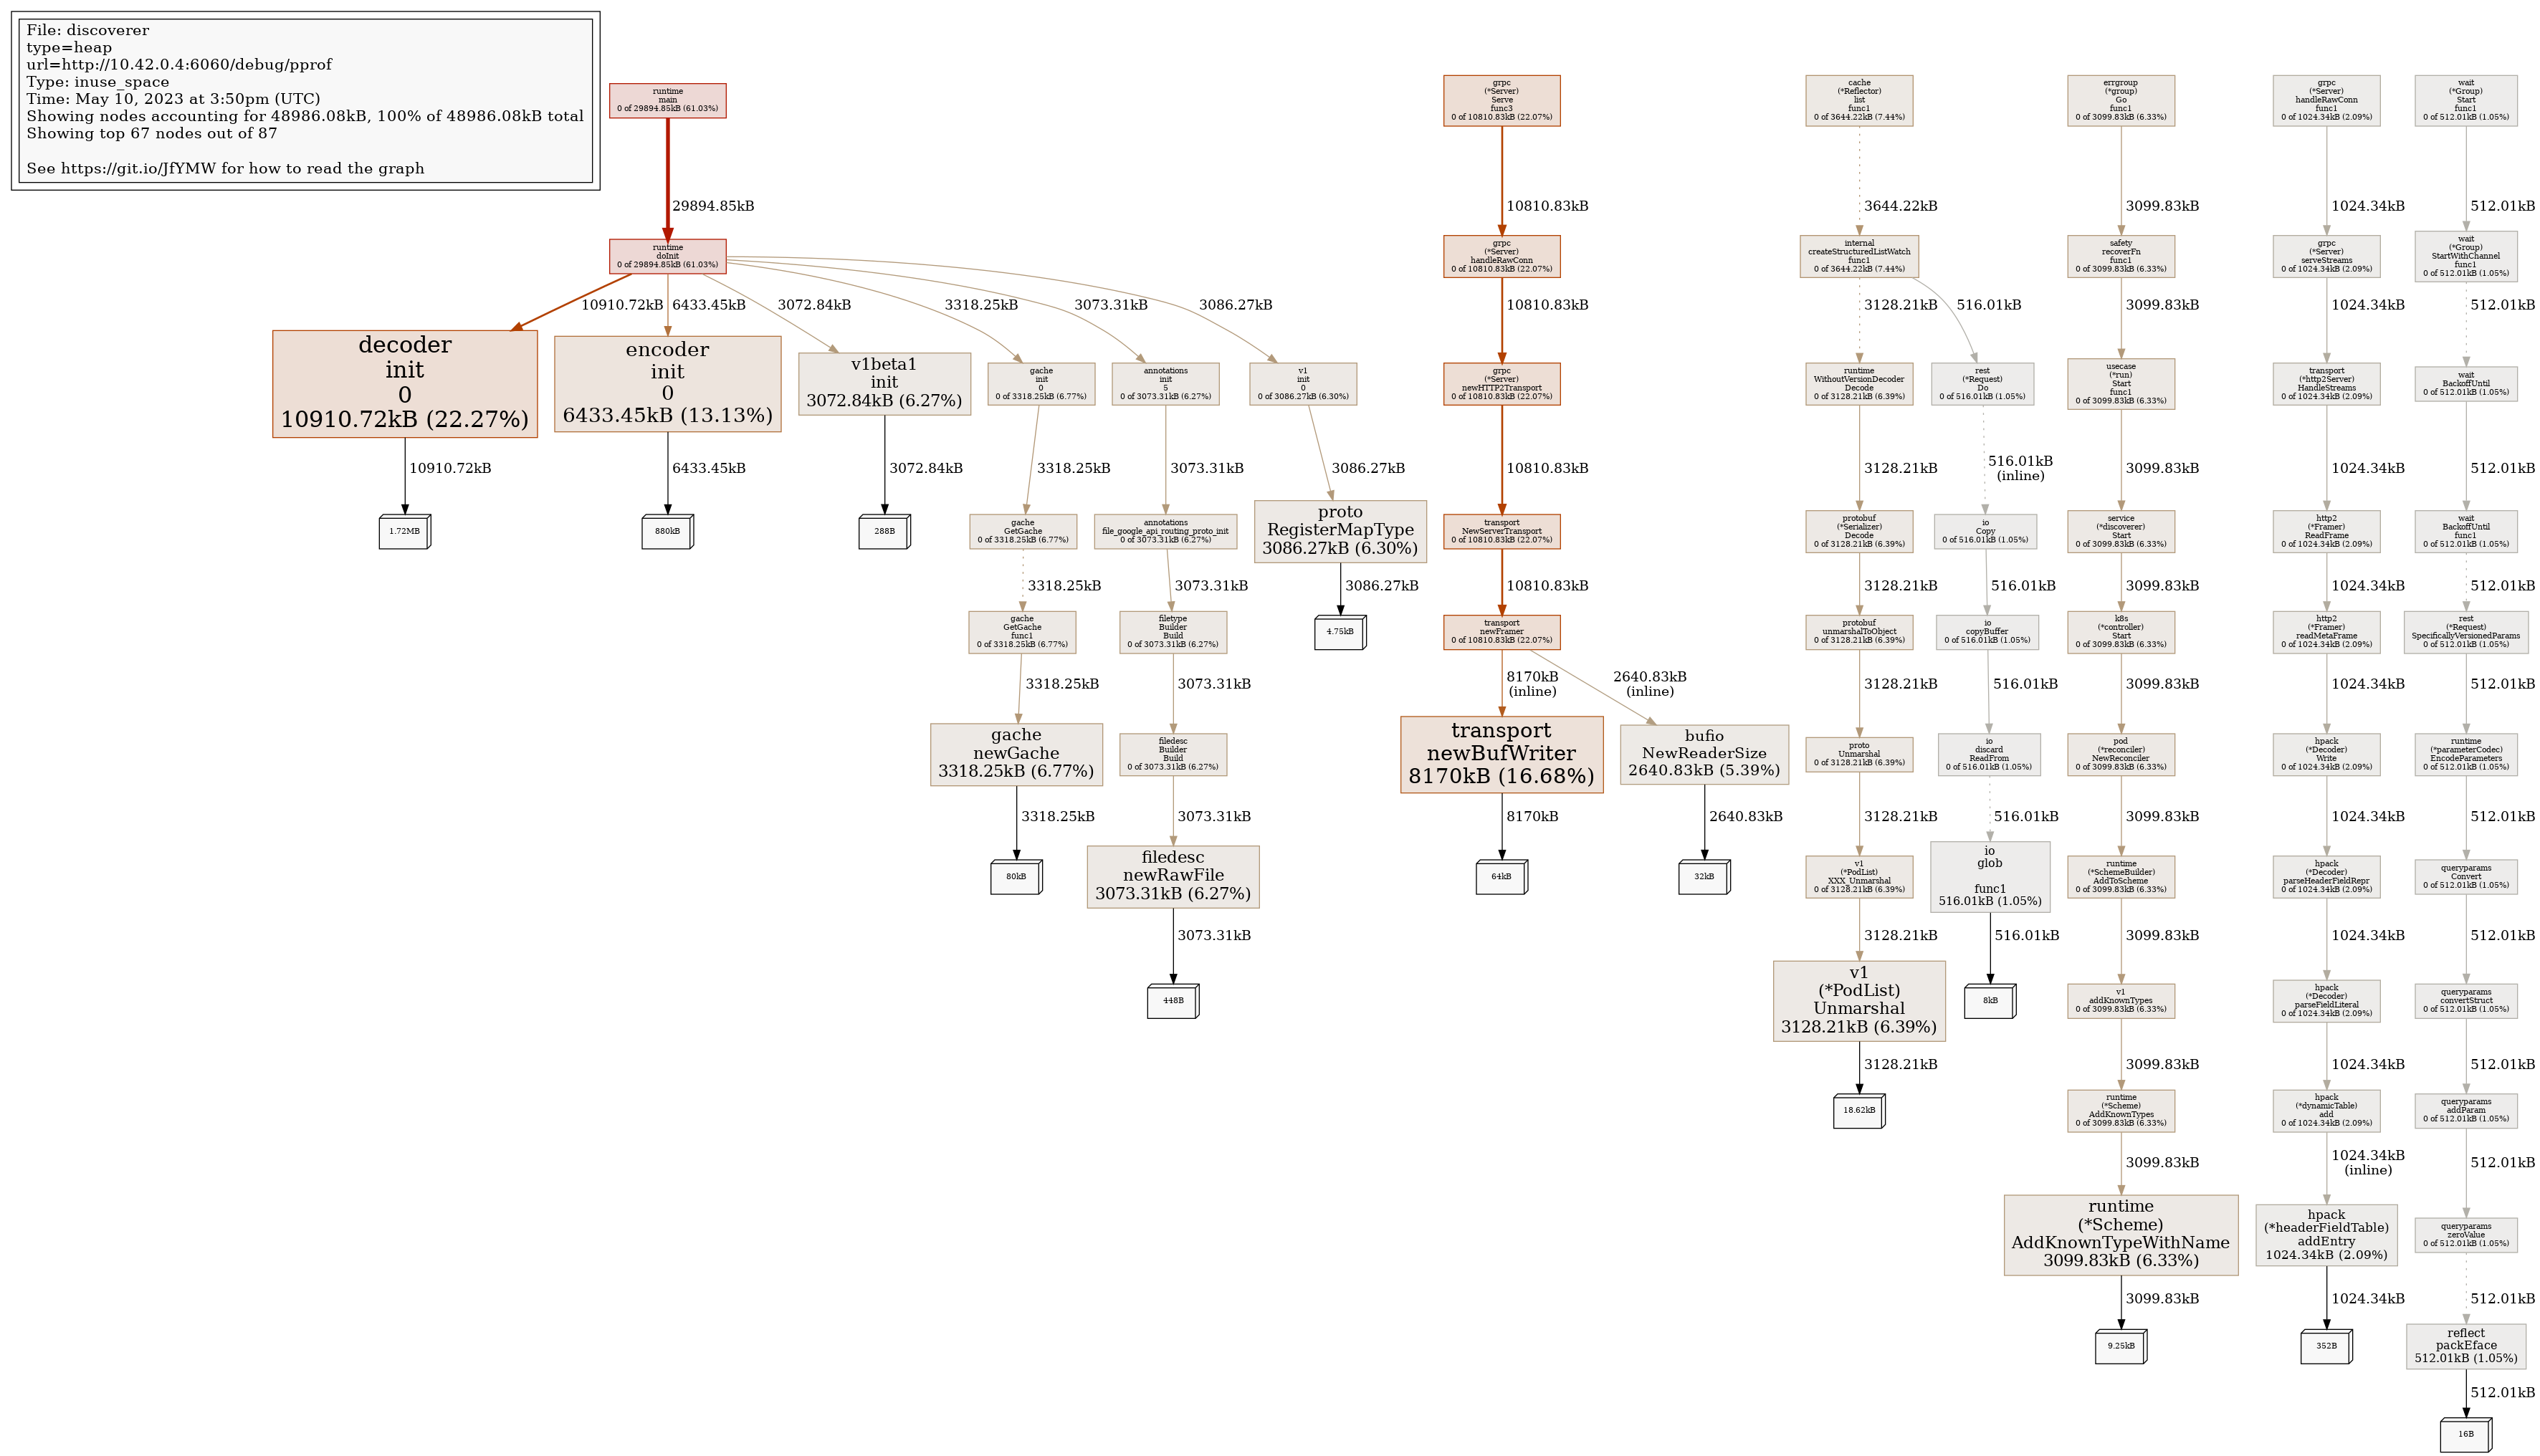 File: discoverer
type=heap
url=http://10.42.0.4:6060/debug/pprof
Type: inuse_space
Time: May 10, 2023 at 3:50pm (UTC)
Showing nodes accounting for 48986.08kB, 100% of 48986.08kB total
Showing top 67 nodes out of 87
See https://git.io/JfYMW for how to read the graph
runtime
main
0 of 29894.85kB (61.03%)
29894.85kB
runtime
doInit
0 of 29894.85kB (61.03%)
10910.72kB
6433.45kB
3072.84kB
3318.25kB
3073.31kB
3086.27kB
decoder
init
0
10910.72kB (22.27%)
10910.72kB
1.72MB
encoder
init
0
6433.45kB (13.13%)
6433.45kB
880kB
v1beta1
init
3072.84kB (6.27%)
3072.84kB
288B
gache
init
0
0 of 3318.25kB (6.77%)
3318.25kB
gache
GetGache
0 of 3318.25kB (6.77%)
3318.25kB
gache
GetGache
func1
0 of 3318.25kB (6.77%)
3318.25kB
gache
newGache
3318.25kB (6.77%)
3318.25kB
80kB
annotations
init
5
0 of 3073.31kB (6.27%)
3073.31kB
annotations
file_google_api_routing_proto_init
0 of 3073.31kB (6.27%)
3073.31kB
filetype
Builder
Build
0 of 3073.31kB (6.27%)
3073.31kB
filedesc
Builder
Build
0 of 3073.31kB (6.27%)
3073.31kB
filedesc
newRawFile
3073.31kB (6.27%)
3073.31kB
448B
v1
init
0
0 of 3086.27kB (6.30%)
3086.27kB
proto
RegisterMapType
3086.27kB (6.30%)
3086.27kB
4.75kB
grpc
(*Server)
Serve
func3
0 of 10810.83kB (22.07%)
10810.83kB
grpc
(*Server)
handleRawConn
0 of 10810.83kB (22.07%)
10810.83kB
grpc
(*Server)
newHTTP2Transport
0 of 10810.83kB (22.07%)
10810.83kB
transport
NewServerTransport
0 of 10810.83kB (22.07%)
10810.83kB
transport
newFramer
0 of 10810.83kB (22.07%)
8170kB
(inline)
2640.83kB
(inline)
transport
newBufWriter
8170kB (16.68%)
8170kB
64kB
bufio
NewReaderSize
2640.83kB (5.39%)
2640.83kB
32kB
cache
(*Reflector)
list
func1
0 of 3644.22kB (7.44%)
3644.22kB
internal
createStructuredListWatch
func1
0 of 3644.22kB (7.44%)
3128.21kB
516.01kB
runtime
WithoutVersionDecoder
Decode
0 of 3128.21kB (6.39%)
3128.21kB
protobuf
(*Serializer)
Decode
0 of 3128.21kB (6.39%)
3128.21kB
protobuf
unmarshalToObject
0 of 3128.21kB (6.39%)
3128.21kB
proto
Unmarshal
0 of 3128.21kB (6.39%)
3128.21kB
v1
(*PodList)
XXX_Unmarshal
0 of 3128.21kB (6.39%)
3128.21kB
v1
(*PodList)
Unmarshal
3128.21kB (6.39%)
3128.21kB
18.62kB
rest
(*Request)
Do
0 of 516.01kB (1.05%)
516.01kB
(inline)
io
Copy
0 of 516.01kB (1.05%)
516.01kB
io
copyBuffer
0 of 516.01kB (1.05%)
516.01kB
io
discard
ReadFrom
0 of 516.01kB (1.05%)
516.01kB
io
glob
func1
516.01kB (1.05%)
516.01kB
8kB
errgroup
(*group)
Go
func1
0 of 3099.83kB (6.33%)
3099.83kB
safety
recoverFn
func1
0 of 3099.83kB (6.33%)
3099.83kB
usecase
(*run)
Start
func1
0 of 3099.83kB (6.33%)
3099.83kB
service
(*discoverer)
Start
0 of 3099.83kB (6.33%)
3099.83kB
k8s
(*controller)
Start
0 of 3099.83kB (6.33%)
3099.83kB
pod
(*reconciler)
NewReconciler
0 of 3099.83kB (6.33%)
3099.83kB
runtime
(*SchemeBuilder)
AddToScheme
0 of 3099.83kB (6.33%)
3099.83kB
v1
addKnownTypes
0 of 3099.83kB (6.33%)
3099.83kB
runtime
(*Scheme)
AddKnownTypes
0 of 3099.83kB (6.33%)
3099.83kB
runtime
(*Scheme)
AddKnownTypeWithName
3099.83kB (6.33%)
3099.83kB
9.25kB
grpc
(*Server)
handleRawConn
func1
0 of 1024.34kB (2.09%)
1024.34kB
grpc
(*Server)
serveStreams
0 of 1024.34kB (2.09%)
1024.34kB
transport
(*http2Server)
HandleStreams
0 of 1024.34kB (2.09%)
1024.34kB
http2
(*Framer)
ReadFrame
0 of 1024.34kB (2.09%)
1024.34kB
http2
(*Framer)
readMetaFrame
0 of 1024.34kB (2.09%)
1024.34kB
hpack
(*Decoder)
Write
0 of 1024.34kB (2.09%)
1024.34kB
hpack
(*Decoder)
parseHeaderFieldRepr
0 of 1024.34kB (2.09%)
1024.34kB
hpack
(*Decoder)
parseFieldLiteral
0 of 1024.34kB (2.09%)
1024.34kB
hpack
(*dynamicTable)
add
0 of 1024.34kB (2.09%)
1024.34kB
(inline)
hpack
(*headerFieldTable)
addEntry
1024.34kB (2.09%)
1024.34kB
352B
wait
(*Group)
Start
func1
0 of 512.01kB (1.05%)
512.01kB
wait
(*Group)
StartWithChannel
func1
0 of 512.01kB (1.05%)
512.01kB
wait
BackoffUntil
0 of 512.01kB (1.05%)
512.01kB
wait
BackoffUntil
func1
0 of 512.01kB (1.05%)
512.01kB
rest
(*Request)
SpecificallyVersionedParams
0 of 512.01kB (1.05%)
512.01kB
runtime
(*parameterCodec)
EncodeParameters
0 of 512.01kB (1.05%)
512.01kB
queryparams
Convert
0 of 512.01kB (1.05%)
512.01kB
queryparams
convertStruct
0 of 512.01kB (1.05%)
512.01kB
queryparams
addParam
0 of 512.01kB (1.05%)
512.01kB
queryparams
zeroValue
0 of 512.01kB (1.05%)
512.01kB
reflect
packEface
512.01kB (1.05%)
512.01kB
16B